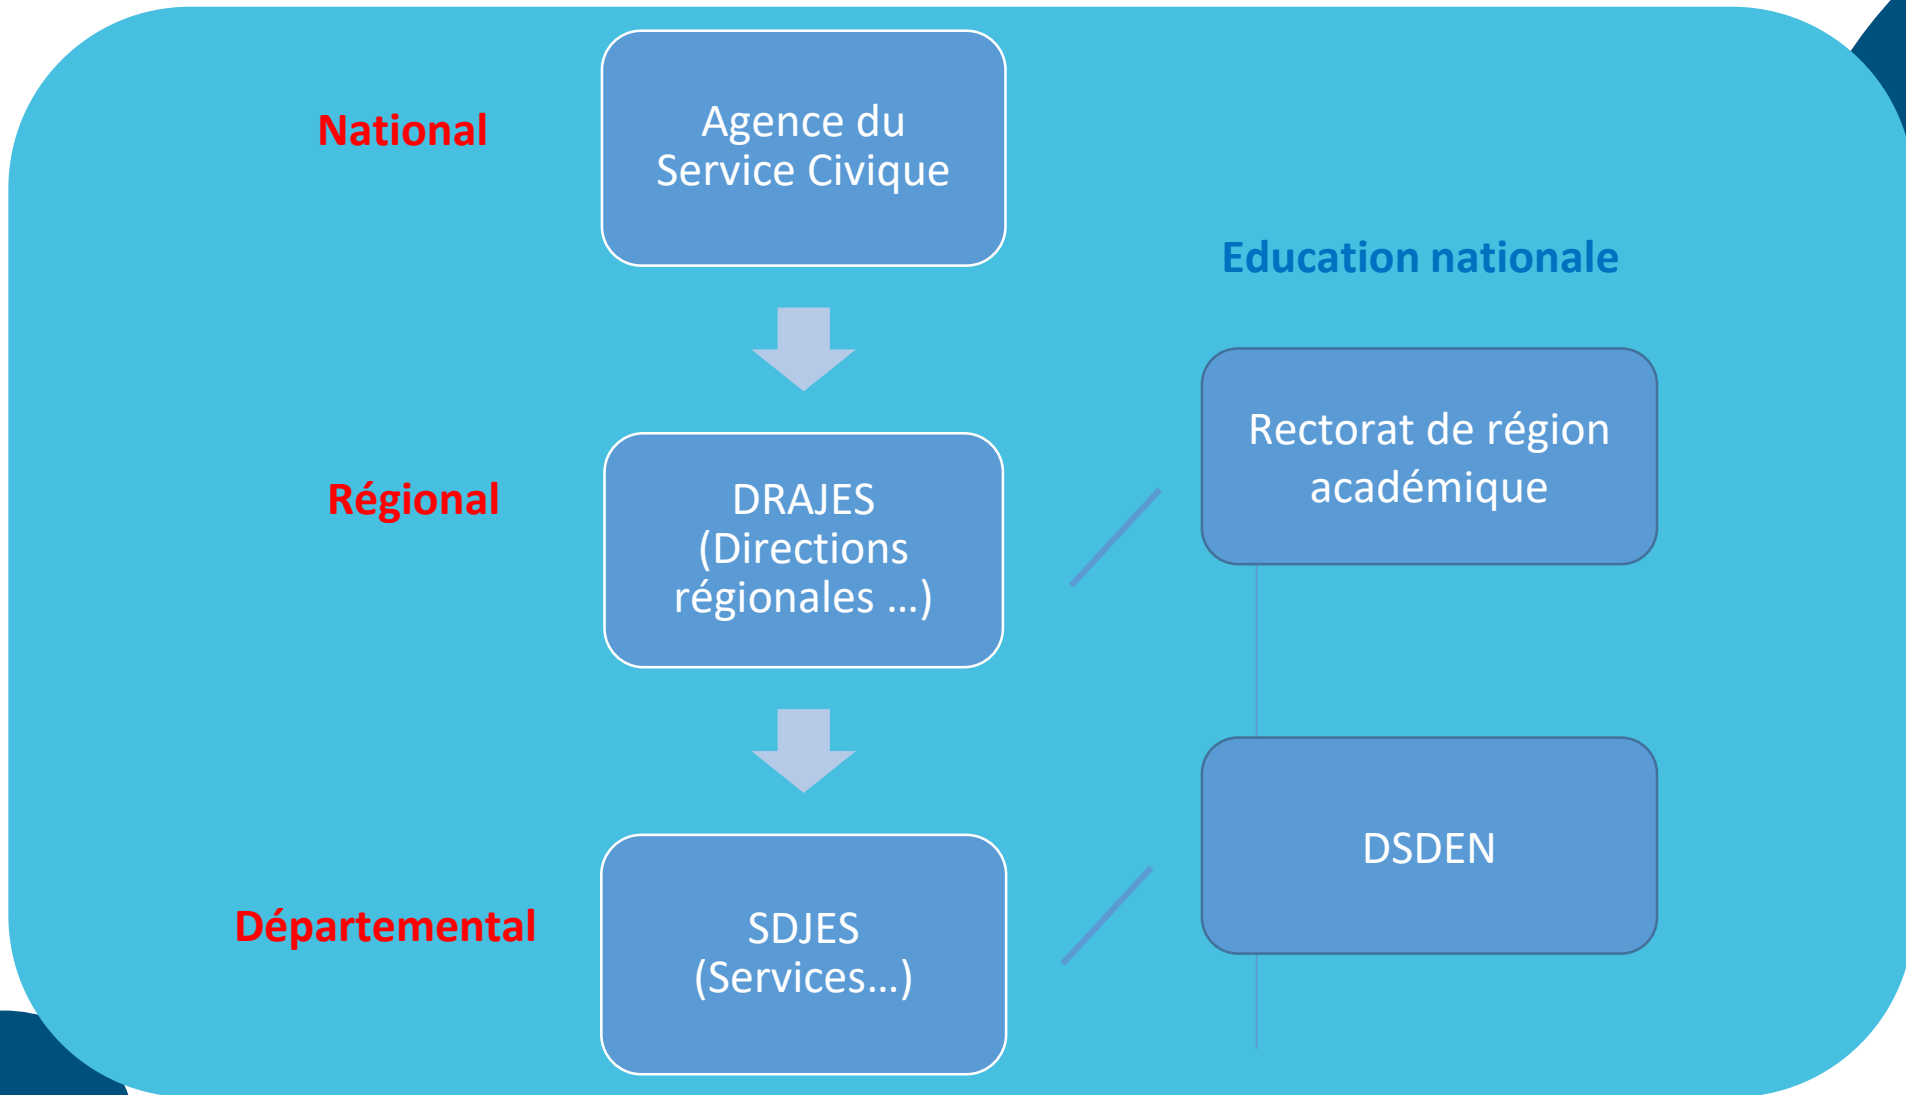 National
Agence du
Service Civique
Education nationale
Régional
DRAJES
(Directions
régionales ...)
Rectorat de région
académique
Départemental
SDJES
(Services...)
DSDEN